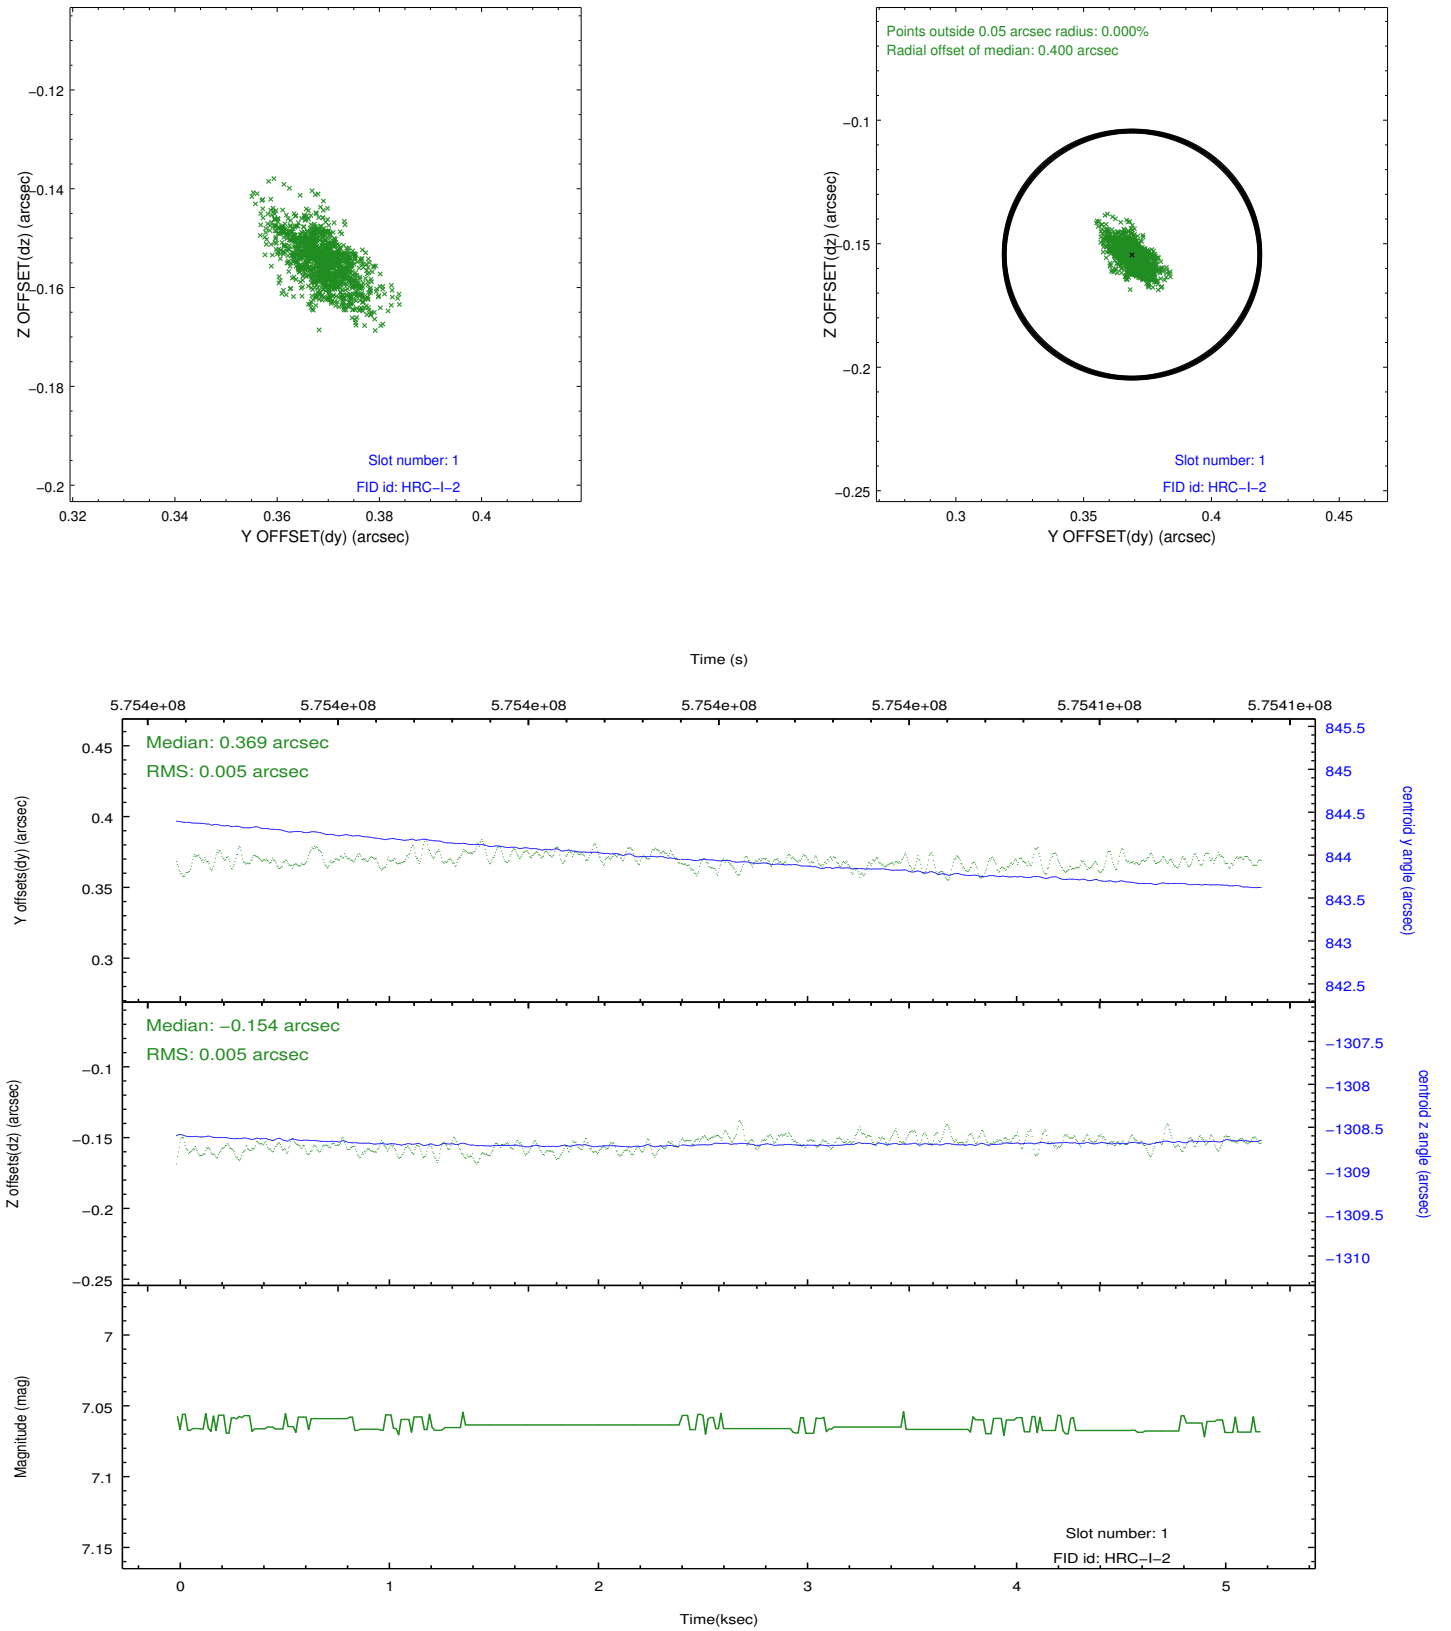 −0.12
−0.14
−0.16
−0.18
−0.2
Z OFFSET(dz) (arcsec)
0.32 0.34 0.36 0.38 0.4
Y OFFSET(dy) (arcsec)
Slot number: 1
FID id: HRC−I−2
Points outside 0.05 arcsec radius: 0.000%
Radial offset of median: 0.400 arcsec
−0.1
−0.15
−0.2
−0.25
Z OFFSET(dz) (arcsec)
Slot number: 1
FID id: HRC−I−2
0.3 0.35 0.4 0.45
Y OFFSET(dy) (arcsec)
Time (s)
5.754e+08 5.754e+08 5.754e+08 5.754e+08 5.754e+08 5.7541e+08 5.7541e+08
Median: 0.369 arcsec
RMS: 0.005 arcsec
0.45
0.4
0.35
0.3
Y offsets(dy) (arcsec)
845.5
845
844.5
844
843.5
843
842.5
centroid y angle (arcsec)
Median: −0.154 arcsec
RMS: 0.005 arcsec
−0.1
−0.15
−0.2
−0.25
Z offsets(dz) (arcsec)
−1307.5
−1308
−1308.5
−1309
−1309.5
−1310
centroid z angle (arcsec)
7
7.05
7.1
7.15
Magnitude (mag)
Slot number: 1
FID id: HRC−I−2
0 1 2 3 4 5
Time(ksec)